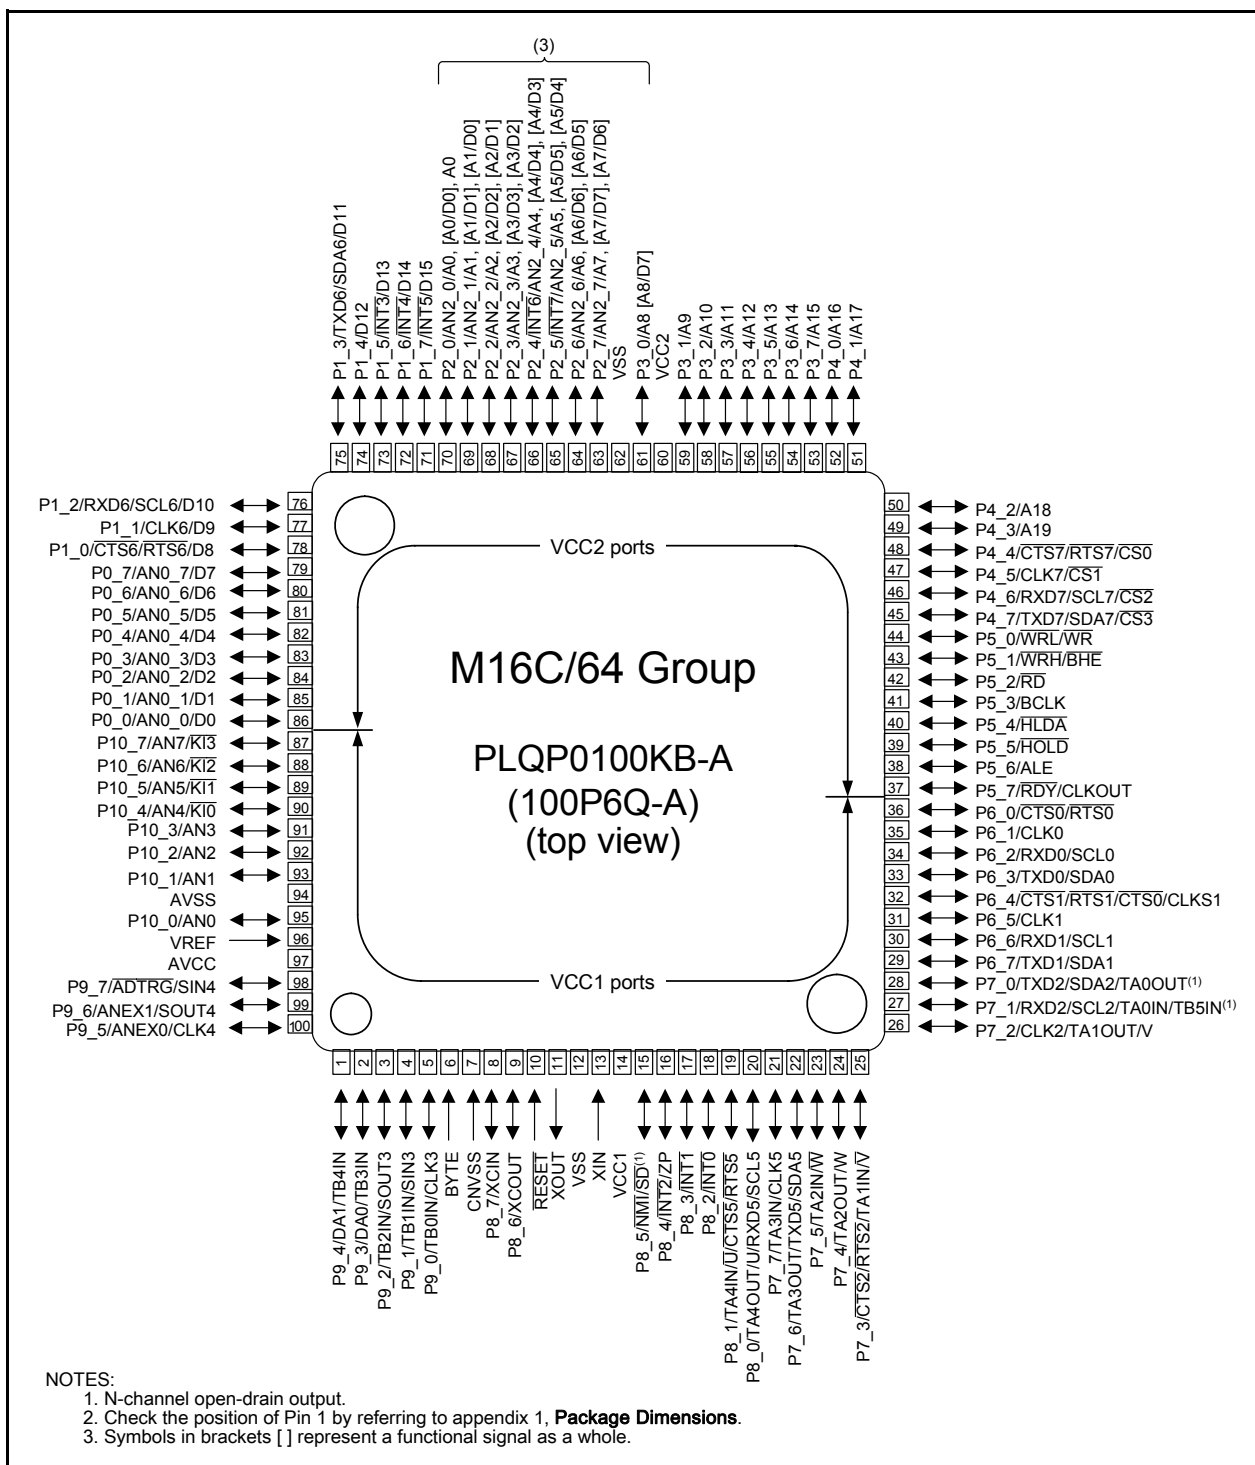 (3)
P1_3/TXD6/SDA6/D11
P1_4/D12
P1_5/INT3/D13
P1_6/INT4/D14
P1_7/INT5/D15
P2_0/AN2_0/A0, [A0/D0], A0
P2_1/AN2_1/A1, [A1/D1], [A1/D0]
P2_2/AN2_2/A2, [A2/D2], [A2/D1]
P2_3/AN2_3/A3, [A3/D3], [A3/D2]
P2_4/INT6/AN2_4/A4, [A4/D4], [A4/D3]
P2_5/INT7/AN2_5/A5, [A5/D5], [A5/D4]
P2_6/AN2_6/A6, [A6/D6], [A6/D5]
P2_7/AN2_7/A7, [A7/D7], [A7/D6]
VSS
P3_0/A8 [A8/D7]
VCC2
P3_1/A9
P3_2/A10
P3_3/A11
P3_4/A12
P3_5/A13
P3_6/A14
P3_7/A15
P4_0/A16
P4_1/A17
75 74 73 72 71 70 69 68 67 66 65 64 63 62 61 60 59 58 57 56 55 54 53 52 51
P1_2/RXD6/SCL6/D10 76
P1_1/CLK6/D9 77
P1_0/CTS6/RTS6/D8 78
P0_7/AN0_7/D7 79
P0_6/AN0_6/D6 80
P0_5/AN0_5/D5 81
P0_4/AN0_4/D4 82
P0_3/AN0_3/D3 83
P0_2/AN0_2/D2 84
P0_1/AN0_1/D1 85
P0_0/AN0_0/D0 86
P10_7/AN7/KI3 87
P10_6/AN6/KI2 88
P10_5/AN5/KI1 89
P10_4/AN4/KI0 90
P10_3/AN3 91
P10_2/AN2 92
P10_1/AN1 93
AVSS 94
P10_0/AN0 95
VREF 96
AVCC 97
P9_7/ADTRG/SIN4 98
P9_6/ANEX1/SOUT4 99
P9_5/ANEX0/CLK4 100
VCC2 ports
M16C/64 Group
PLQP0100KB-A
(100P6Q-A)
(top view)
VCC1 ports
50 P4_2/A18
49 P4_3/A19
48 P4_4/CTS7/RTS7/CS0
47 P4_5/CLK7/CS1
46 P4_6/RXD7/SCL7/CS2
45 P4_7/TXD7/SDA7/CS3
44 P5_0/WRL/WR
43 P5_1/WRH/BHE
42 P5_2/RD
41 P5_3/BCLK
40 P5_4/HLDA
39 P5_5/HOLD
38 P5_6/ALE
37 P5_7/RDY/CLKOUT
36 P6_0/CTS0/RTS0
35 P6_1/CLK0
34 P6_2/RXD0/SCL0
33 P6_3/TXD0/SDA0
32 P6_4/CTS1/RTS1/CTS0/CLKS1
31 P6_5/CLK1
30 P6_6/RXD1/SCL1
29 P6_7/TXD1/SDA1
28 P7_0/TXD2/SDA2/TA0OUT(1)
27 P7_1/RXD2/SCL2/TA0IN/TB5IN(1)
26 P7_2/CLK2/TA1OUT/V
1 2 3 4 5 6 7 8 9 10 11 12 13 14 15 16 17 18 19 20 21 22 23 24 25
P9_4/DA1/TB4IN
P9_3/DA0/TB3IN
P9_2/TB2IN/SOUT3
P9_1/TB1IN/SIN3
P9_0/TB0IN/CLK3
BYTE
CNVSS
P8_7/XCIN
P8_6/XCOUT
RESET
XOUT
VSS
XIN
VCC1
P8_5/NMI/SD(1)
P8_4/INT2/ZP
P8_3/INT1
P8_2/INT0
P8_1/TA4IN/U/CTS5/RTS5
P8_0/TA4OUT/U/RXD5/SCL5
P7_7/TA3IN/CLK5
P7_6/TA3OUT/TXD5/SDA5
P7_5/TA2IN/W
P7_4/TA2OUT/W
P7_3/CTS2/RTS2/TA1IN/V
NOTES:
1. N-channel open-drain output.
2. Check the position of Pin 1 by referring to appendix 1, Package Dimensions.
3. Symbols in brackets [ ] represent a functional signal as a whole.